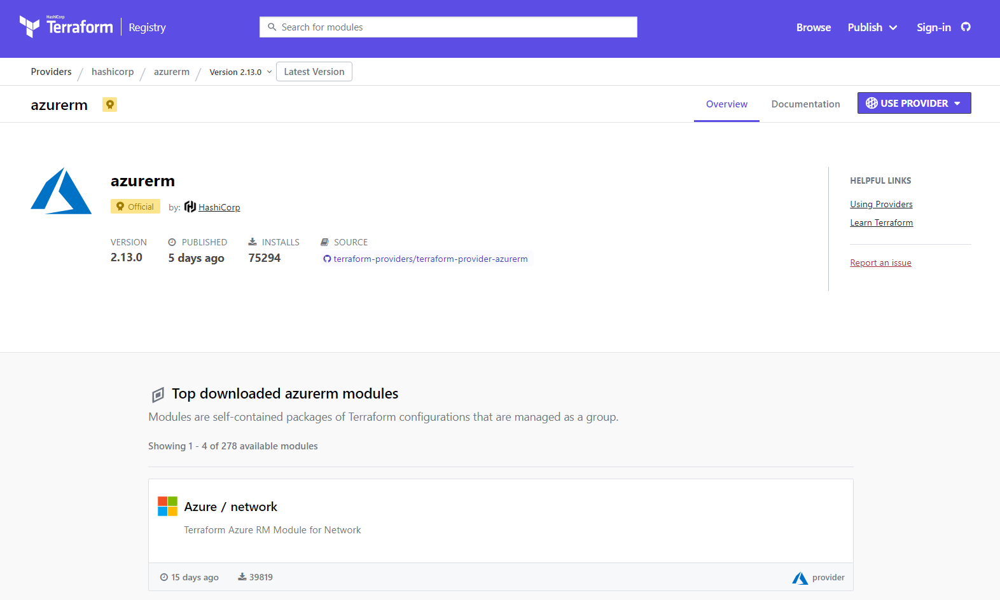 HashiCorp
Terraform
Registry
Search for modules
Browse
Publish
Sign-in
Providers / hashicorp / azurerm / Version 2.13.0
Latest Version
azurerm
Overview
Documentation
USE PROVIDER
azurerm
Official by: HashiCorp
VERSION PUBLISHED INSTALLS SOURCE
2.13.0 5 days ago 75294 terraform-providers/terraform-provider-azurerm
HELPFUL LINKS
Using Providers
Learn Terraform
Report an issue
Top downloaded azurerm modules
Modules are self-contained packages of Terraform configurations that are managed as a group.
Showing 1 - 4 of 278 available modules
Azure / network
Terraform Azure RM Module for Network
15 days ago 39819 provider